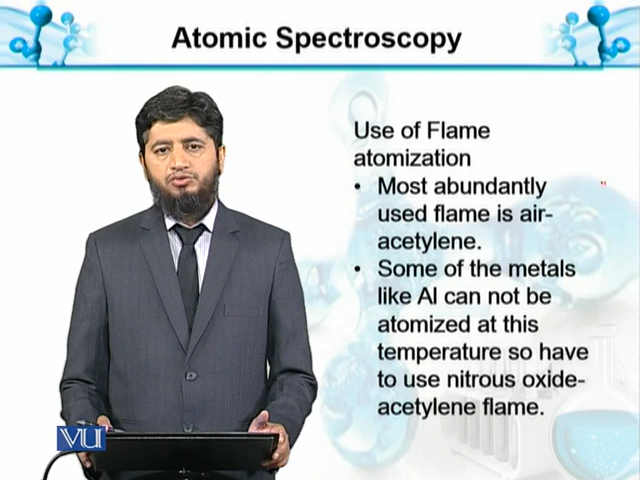 Atomic Spectroscopy
Use of Flame
atomization
• Most abundantly
used flame is air-
acetylene.
• Some of the metals
like Al can not be
atomized at this
temperature so have
to use nitrous oxide-
acetylene flame.
VU